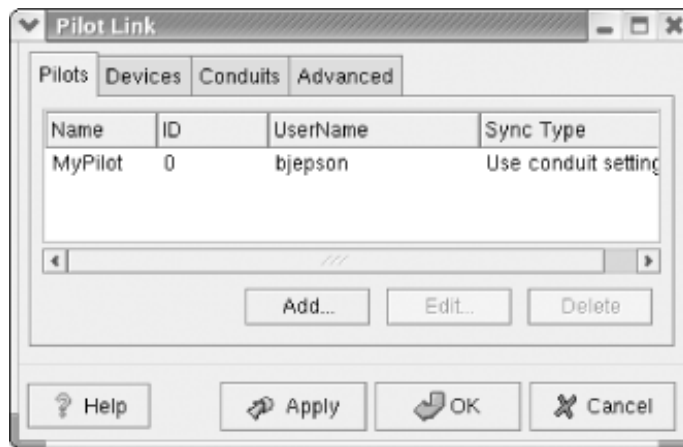 Pilot Link
Pilots Devices Conduits Advanced
Name ID UserName Sync Type
MyPilot 0 bjepson Use conduit setting
Add... Edit... Delete
Help Apply OK Cancel